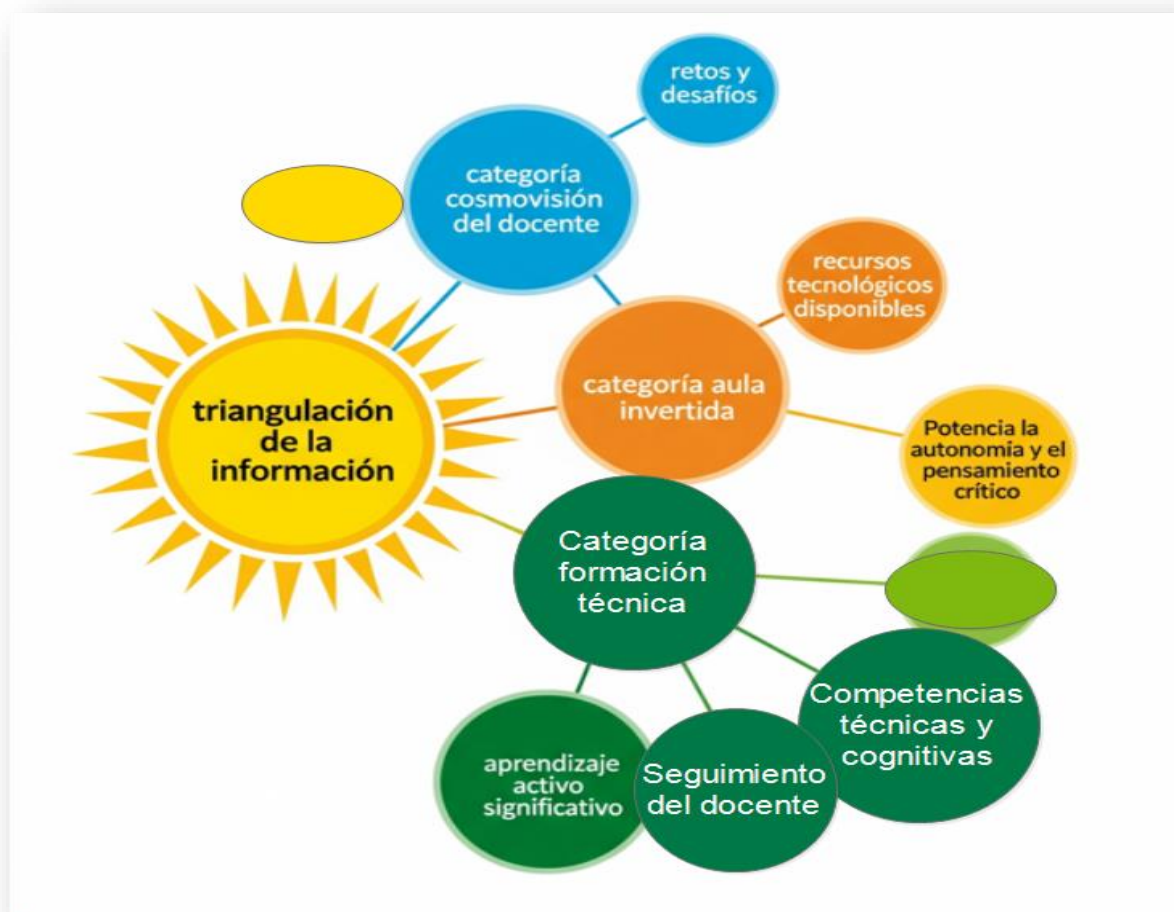 retos y
desafíos
categoría
cosmovisión
del docente
recursos
tecnológicos
disponibles
categoría aula
invertida
triangulación
de la
información
Potencia la
autonomía y el
pensamiento
crítico
Categoría
formación
técnica
Competencias
técnicas y
cognitivas
aprendizaje
activo
significativo
Seguimiento
del docente